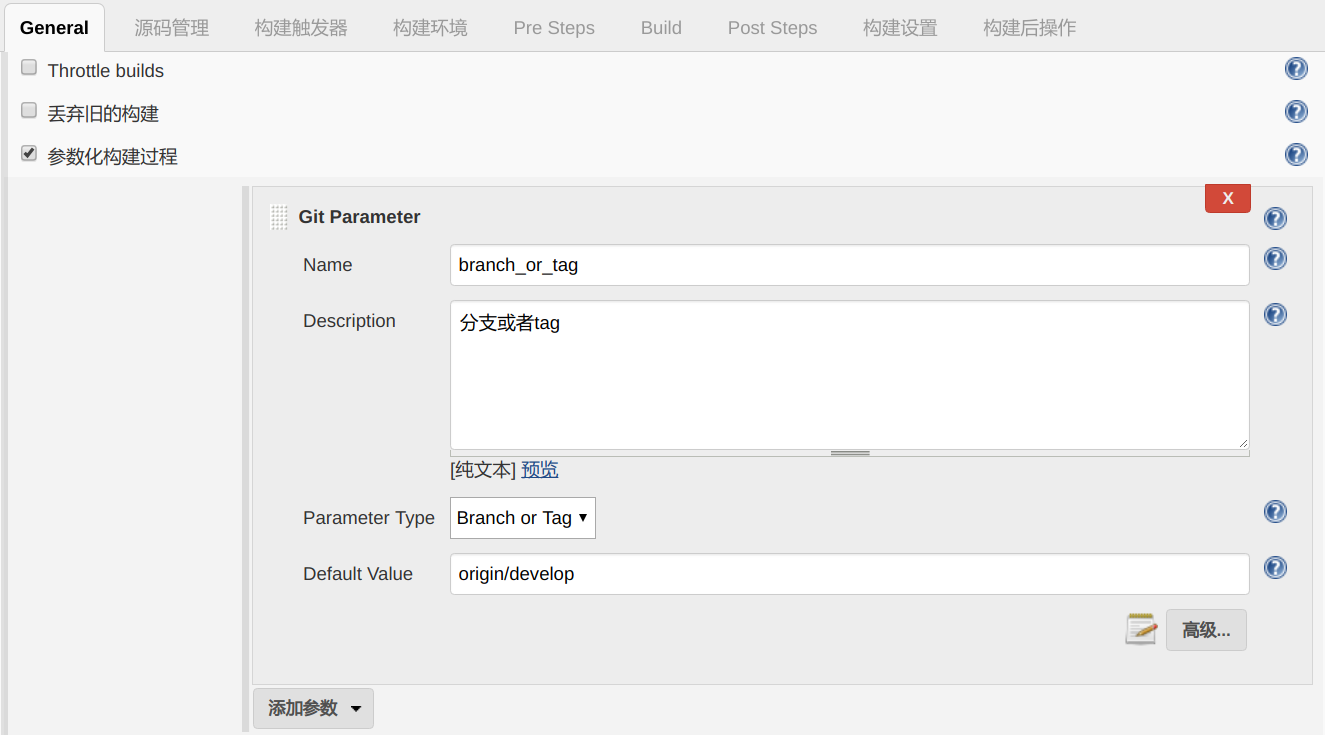 General 源码管理 构建触发器 构建环境 Pre Steps Build Post Steps 构建设置 构建后操作
Throttle builds
丢弃旧的构建
参数化构建过程
X
Git Parameter
Name branch_or_tag
Description 分支或者tag
[纯文本] 预览
Parameter Type Branch or Tag
Default Value origin/develop
高级...
添加参数